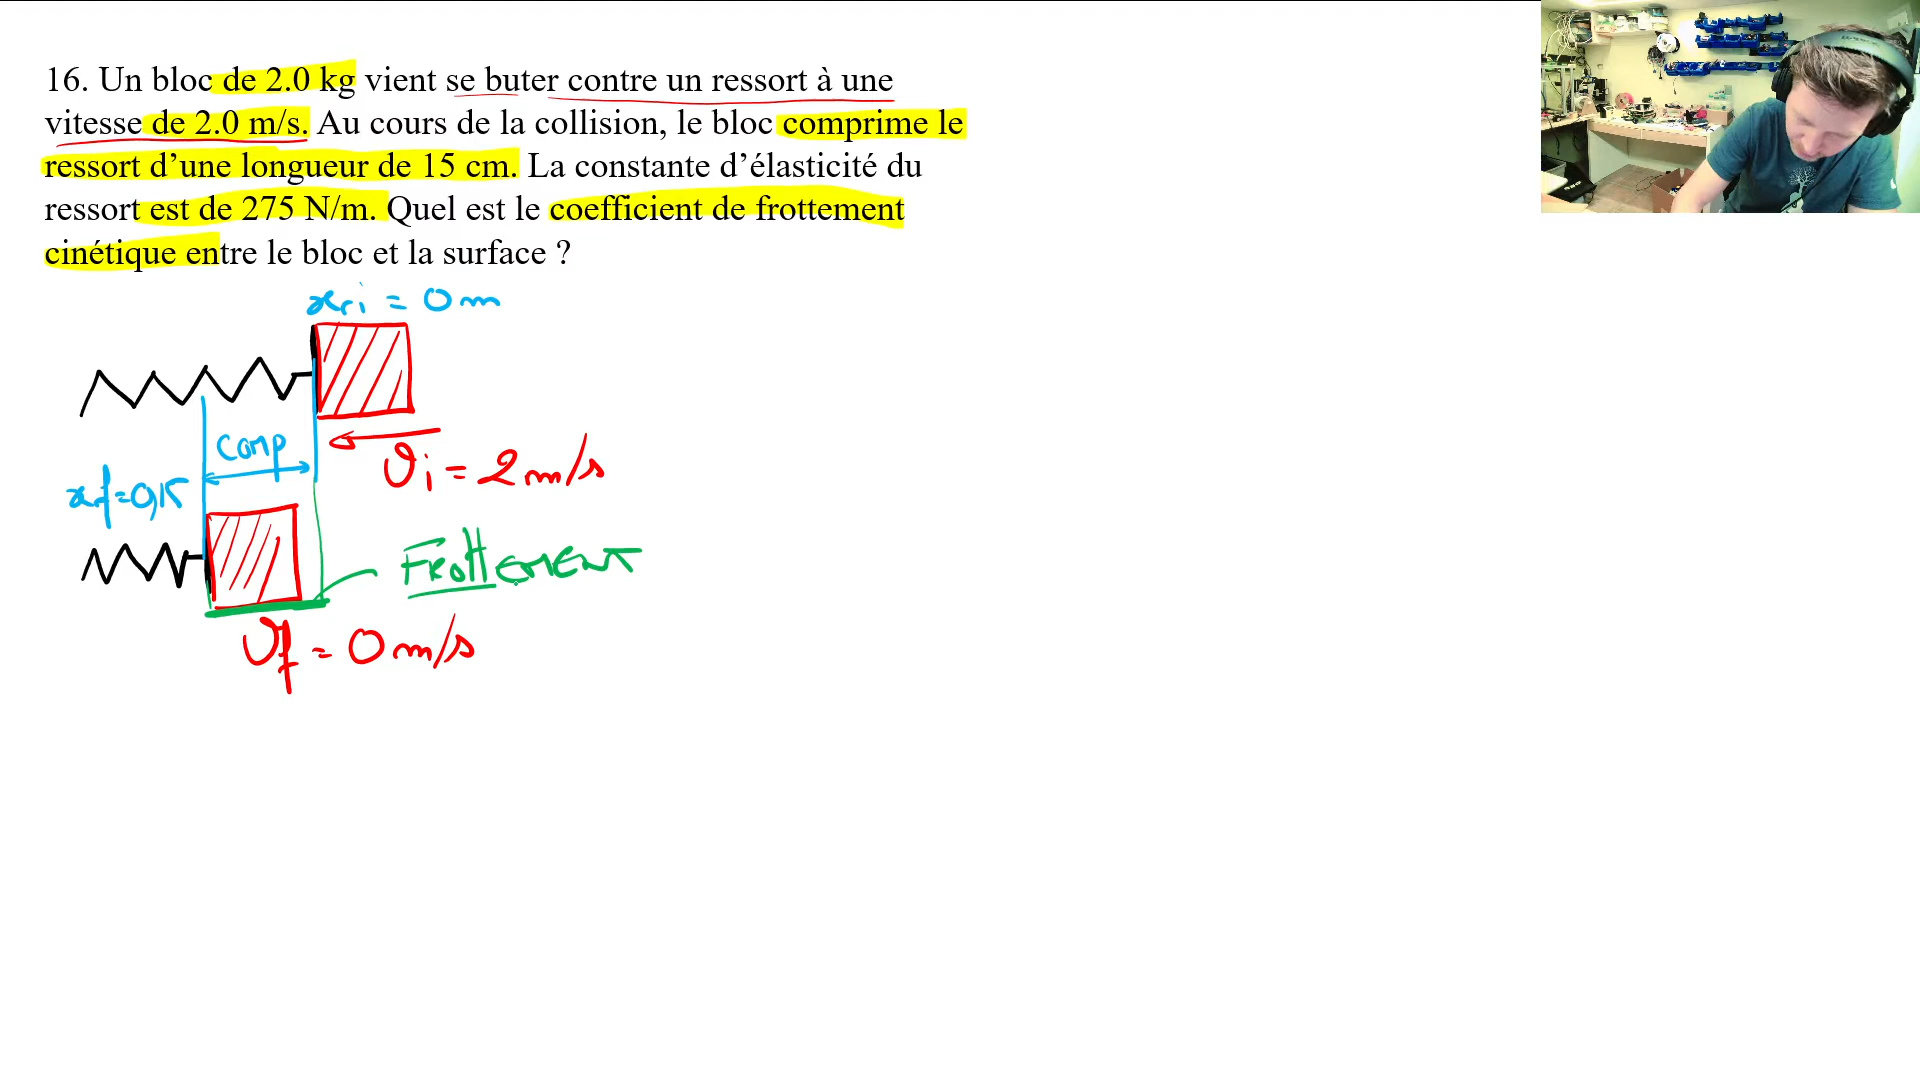 16. Un bloc de 2.0 kg vient se buter contre un ressort à une
vitesse de 2.0 m/s. Au cours de la collision, le bloc comprime le
ressort d’une longueur de 15 cm. La constante d’élasticité du
ressort est de 275 N/m. Quel est le coefficient de frottement
cinétique entre le bloc et la surface ?
xri = 0 m
comp
vi = 2 m/s
xrf = 0,15
FROTTEMENT
vf = 0 m/s